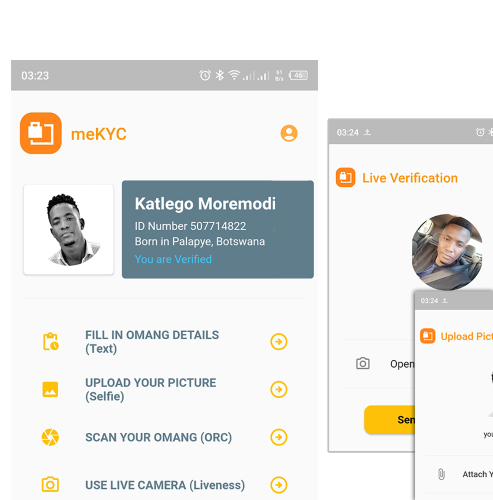 03:23
46
meKYC
Katlego Moremodi
ID Number 507714822
Born in Palapye, Botswana
You are Verified
FILL IN OMANG DETAILS
(Text)
UPLOAD YOUR PICTURE
(Selfie)
SCAN YOUR OMANG (ORC)
USE LIVE CAMERA (Liveness)
03:24
Live Verification
Open
Sen
03:24
Upload Pict
you
Attach Y